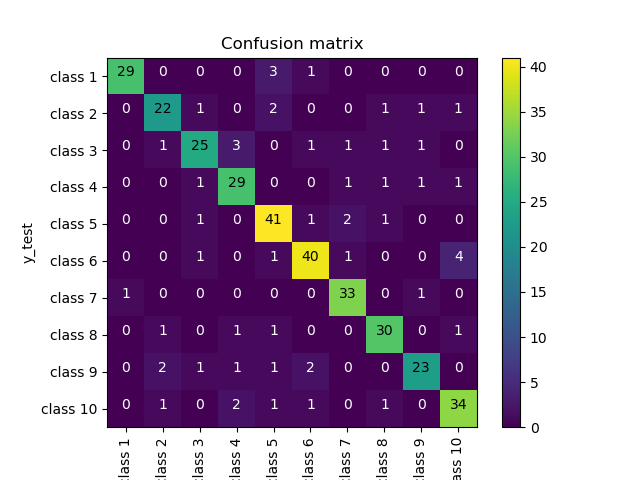 Confusion matrix
class 1 29 0 0 0 3 1 0 0 0 0
class 2 0 22 1 0 2 0 0 1 1 1
class 3 0 1 25 3 0 1 1 1 1 0
class 4 0 0 1 29 0 0 1 1 1 1
class 5 0 0 1 0 41 1 2 1 0 0
class 6 0 0 1 0 1 40 1 0 0 4
class 7 1 0 0 0 0 0 33 0 1 0
class 8 0 1 0 1 1 0 0 30 0 1
class 9 0 2 1 1 1 2 0 0 23 0
class 10 0 1 0 2 1 1 0 1 0 34
y_test
class 1
class 2
class 3
class 4
class 5
class 6
class 7
class 8
class 9
ass 10
40
35
30
25
20
15
10
5
0